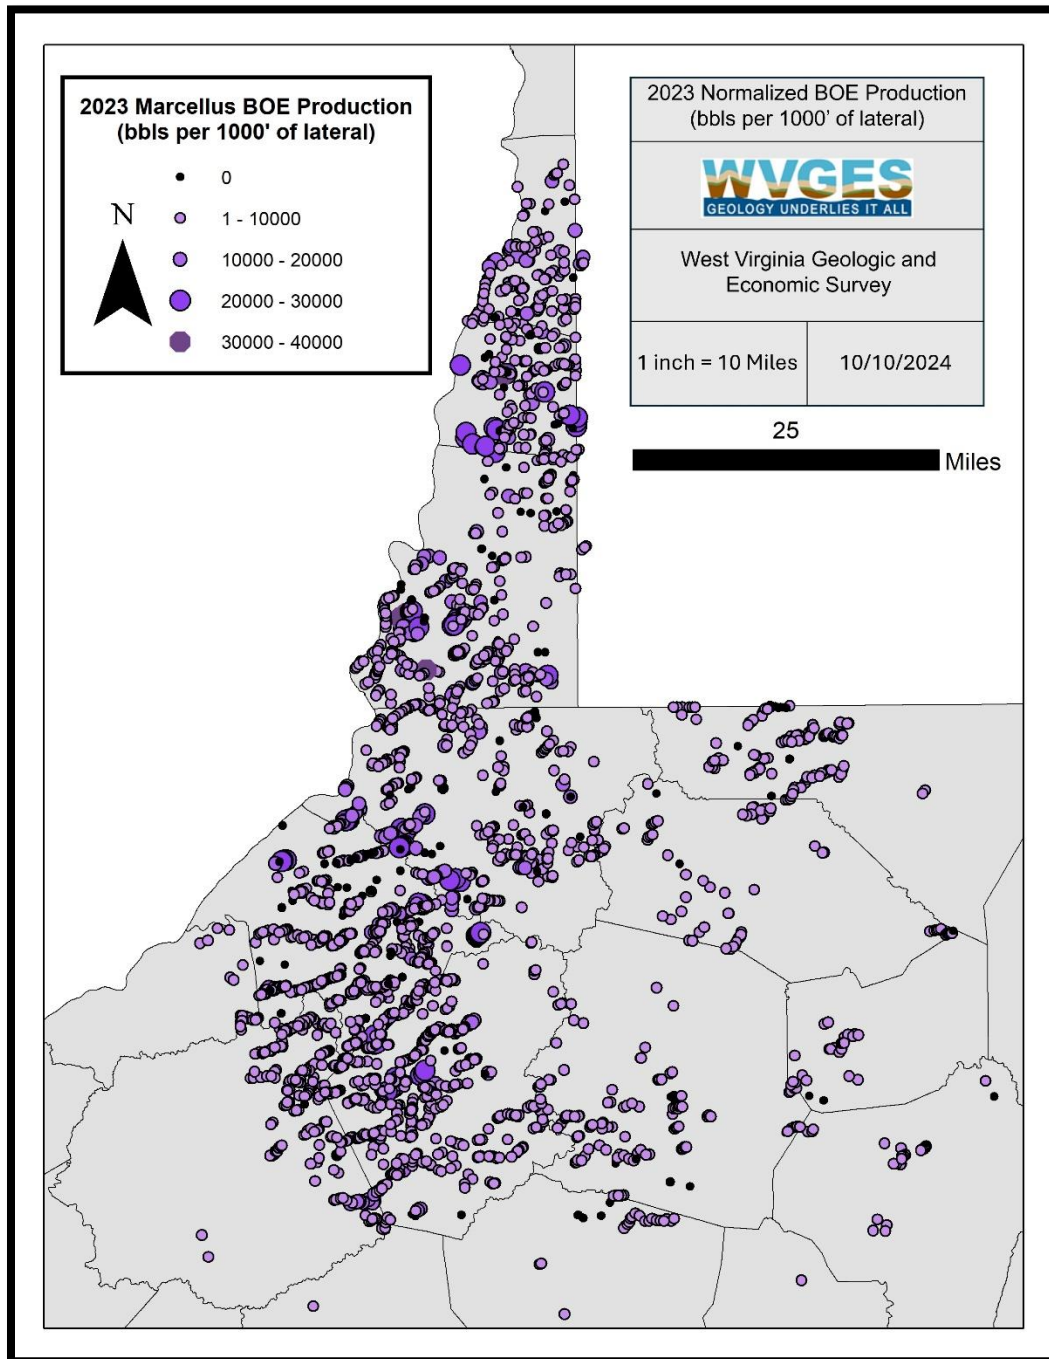 2023 Marcellus BOE Production
(bbls per 1000' of lateral)
0
1 - 10000
10000 - 20000
20000 - 30000
30000 - 40000
N
2023 Normalized BOE Production
(bbls per 1000' of lateral)
WVGES
GEOLOGY UNDERLIES IT ALL
West Virginia Geologic and
Economic Survey
1 inch = 10 Miles
10/10/2024
25
Miles